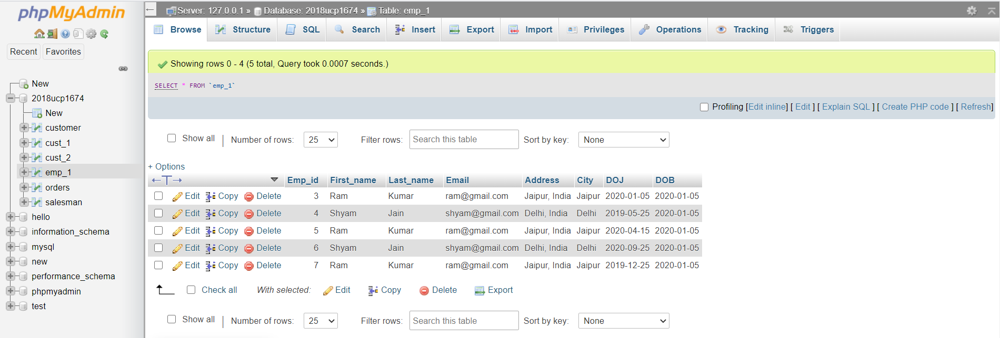 phpMyAdmin
Recent Favorites
New
2018ucp1674
New
customer
cust_1
cust_2
emp_1
orders
salesman
hello
information_schema
mysql
new
performance_schema
phpmyadmin
test
Server: 127.0.0.1 » Database: 2018ucp1674 » Table: emp_1
Browse Structure SQL Search Insert Export Import Privileges Operations Tracking Triggers
Showing rows 0 - 4 (5 total, Query took 0.0007 seconds.)
SELECT * FROM `emp_1`
Profiling [Edit inline] [ Edit ] [ Explain SQL ] [ Create PHP code ] [ Refresh]
Show all | Number of rows: 25 Filter rows: Search this table Sort by key: None
+ Options
←T→ Emp_id First_name Last_name Email Address City DOJ DOB
Edit Copy Delete 3 Ram Kumar ram@gmail.com Jaipur, India Jaipur 2020-01-05 2020-01-05
Edit Copy Delete 4 Shyam Jain shyam@gmail.com Delhi, India Delhi 2019-05-25 2020-01-05
Edit Copy Delete 5 Ram Kumar ram@gmail.com Jaipur, India Jaipur 2020-04-15 2020-01-05
Edit Copy Delete 6 Shyam Jain shyam@gmail.com Delhi, India Delhi 2020-09-25 2020-01-05
Edit Copy Delete 7 Ram Kumar ram@gmail.com Jaipur, India Jaipur 2019-12-25 2020-01-05
Check all With selected: Edit Copy Delete Export
Show all | Number of rows: 25 Filter rows: Search this table Sort by key: None